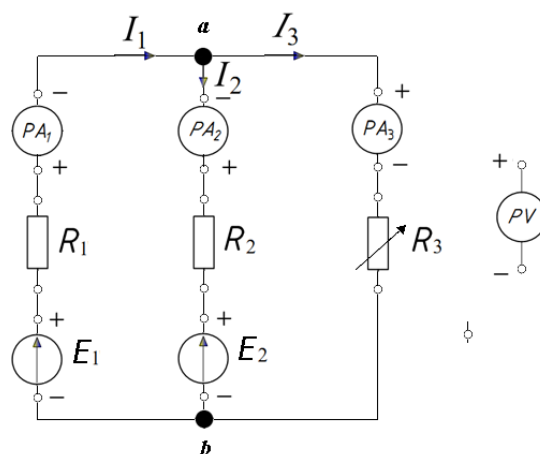 a
I1 I3
I2
− − +
PA1 PA2 PA3
+ + − +
R1 R2 R3 PV
−
+ +
E1 E2
− −
b